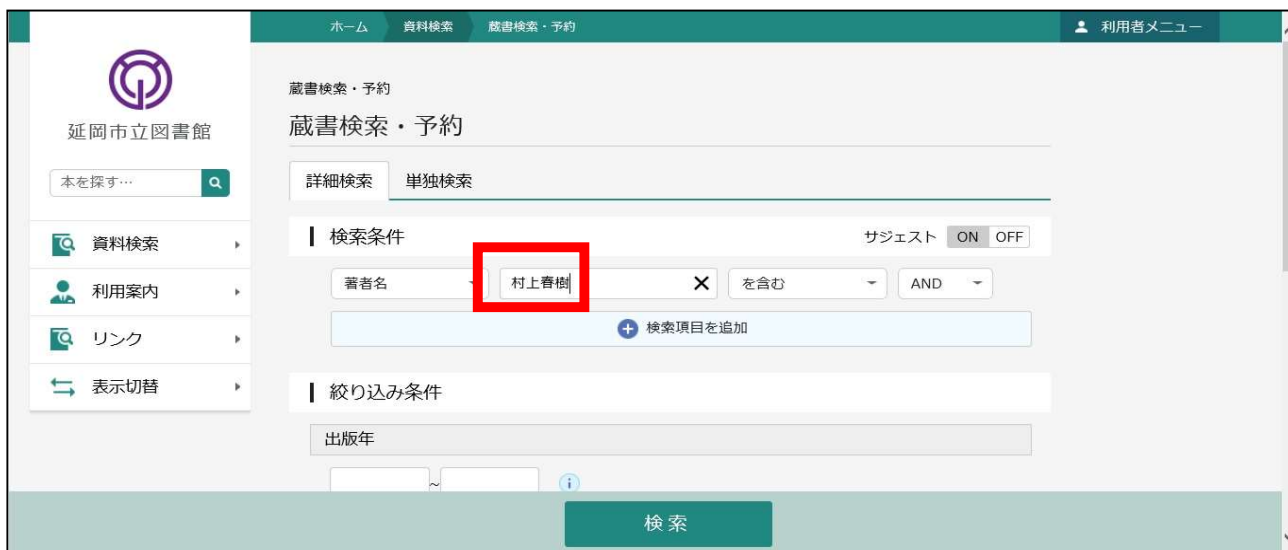 ホーム 資料検索 蔵書検索・予約 利用者メニュー
延岡市立図書館
本を探す…
資料検索
利用案内
リンク
表示切替
蔵書検索・予約
蔵書検索・予約
詳細検索 単独検索
検索条件 サジェスト ON OFF
著者名 村上春樹 を含む AND
検索項目を追加
絞り込み条件
出版年
~
検索